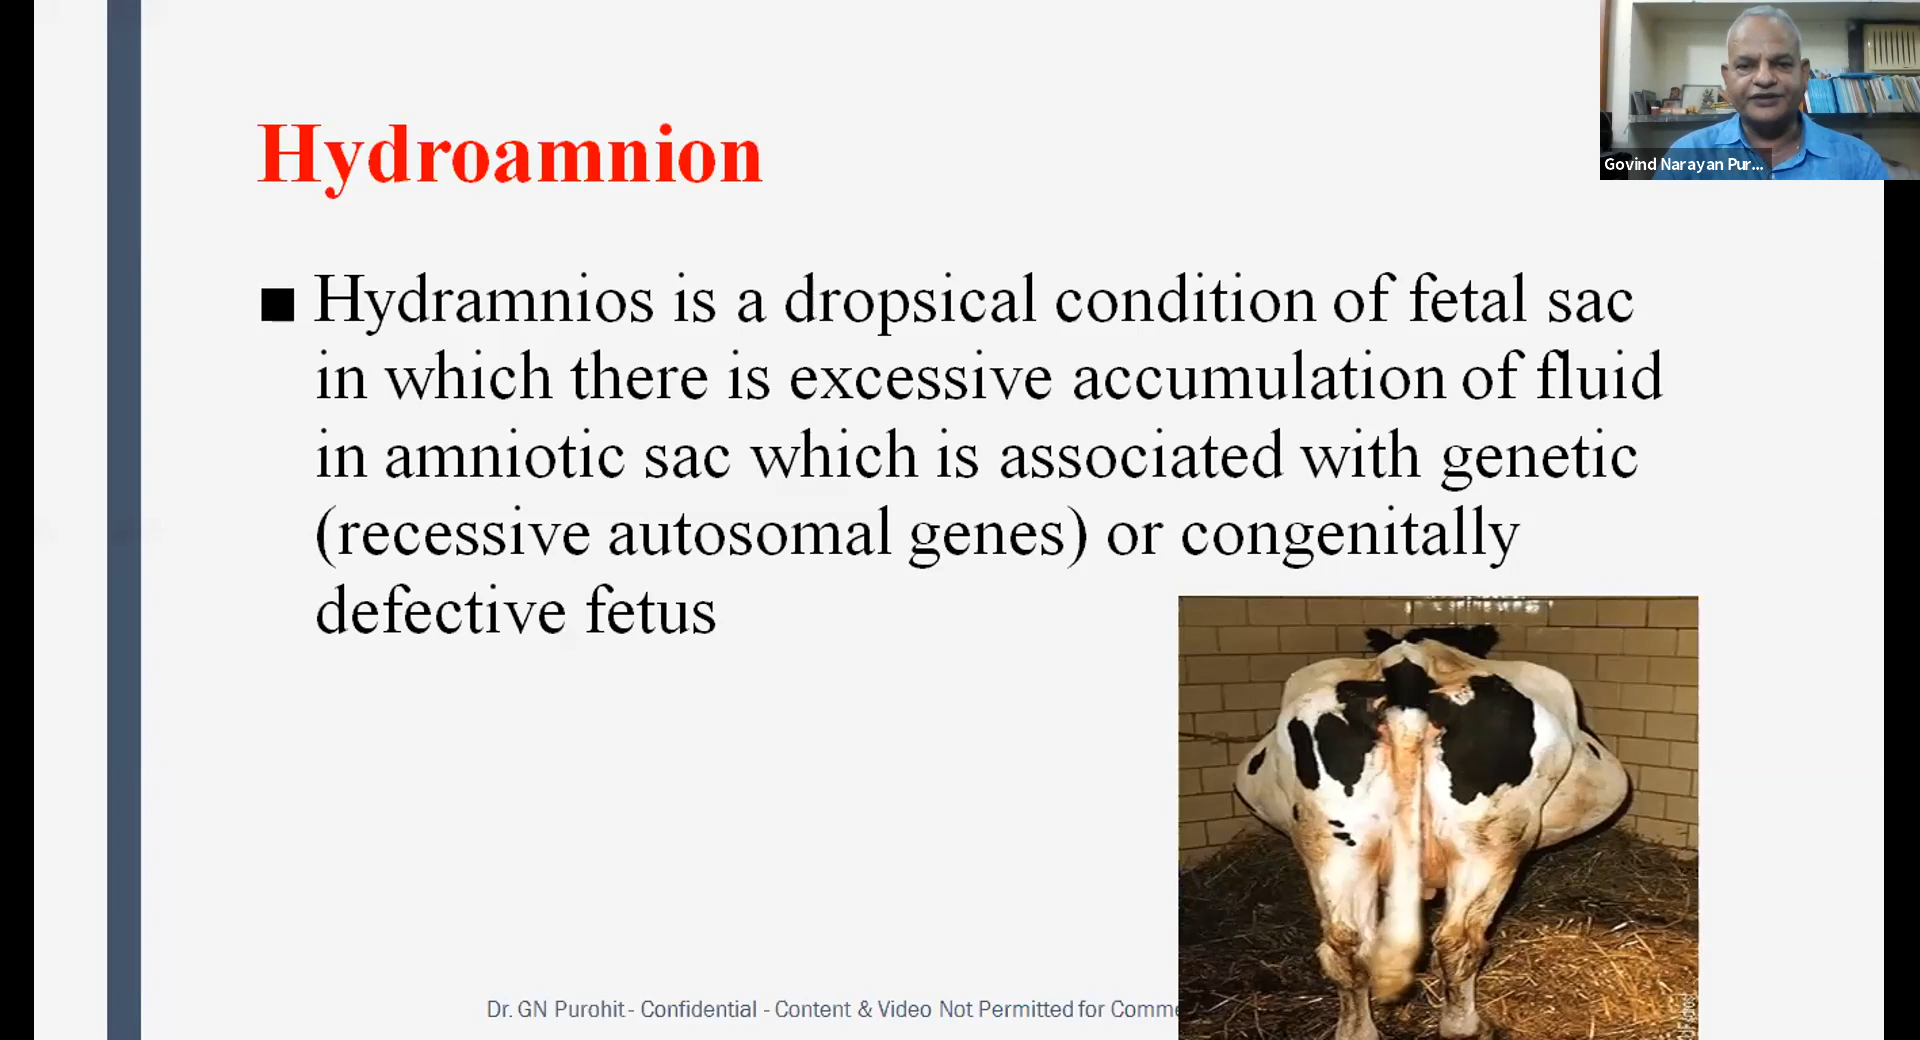 Hydroamnion
Govind Narayan Pur...
■ Hydramnios is a dropsical condition of fetal sac
in which there is excessive accumulation of fluid
in amniotic sac which is associated with genetic
(recessive autosomal genes) or congenitally
defective fetus
Dr. GN Purohit - Confidential - Content & Video Not Permitted for Comme